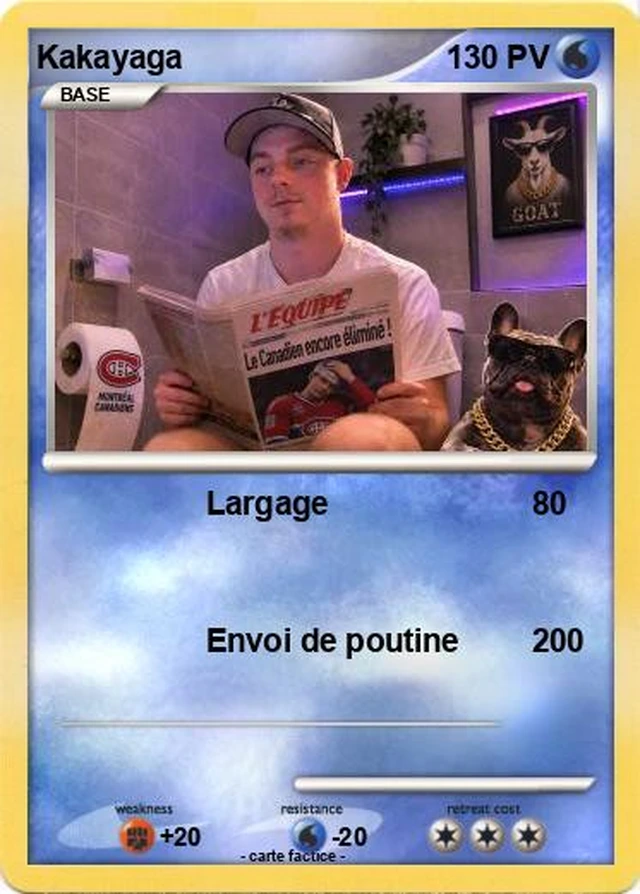 Kakayaga 130 PV
BASE
GOAT
L'ÉQUIPE
Le Canadien encore éliminé !
MONTRÉAL
CANADIENS
Largage 80
Envoi de poutine 200
weakness resistance retreat cost
+20 -20
- carte factice -